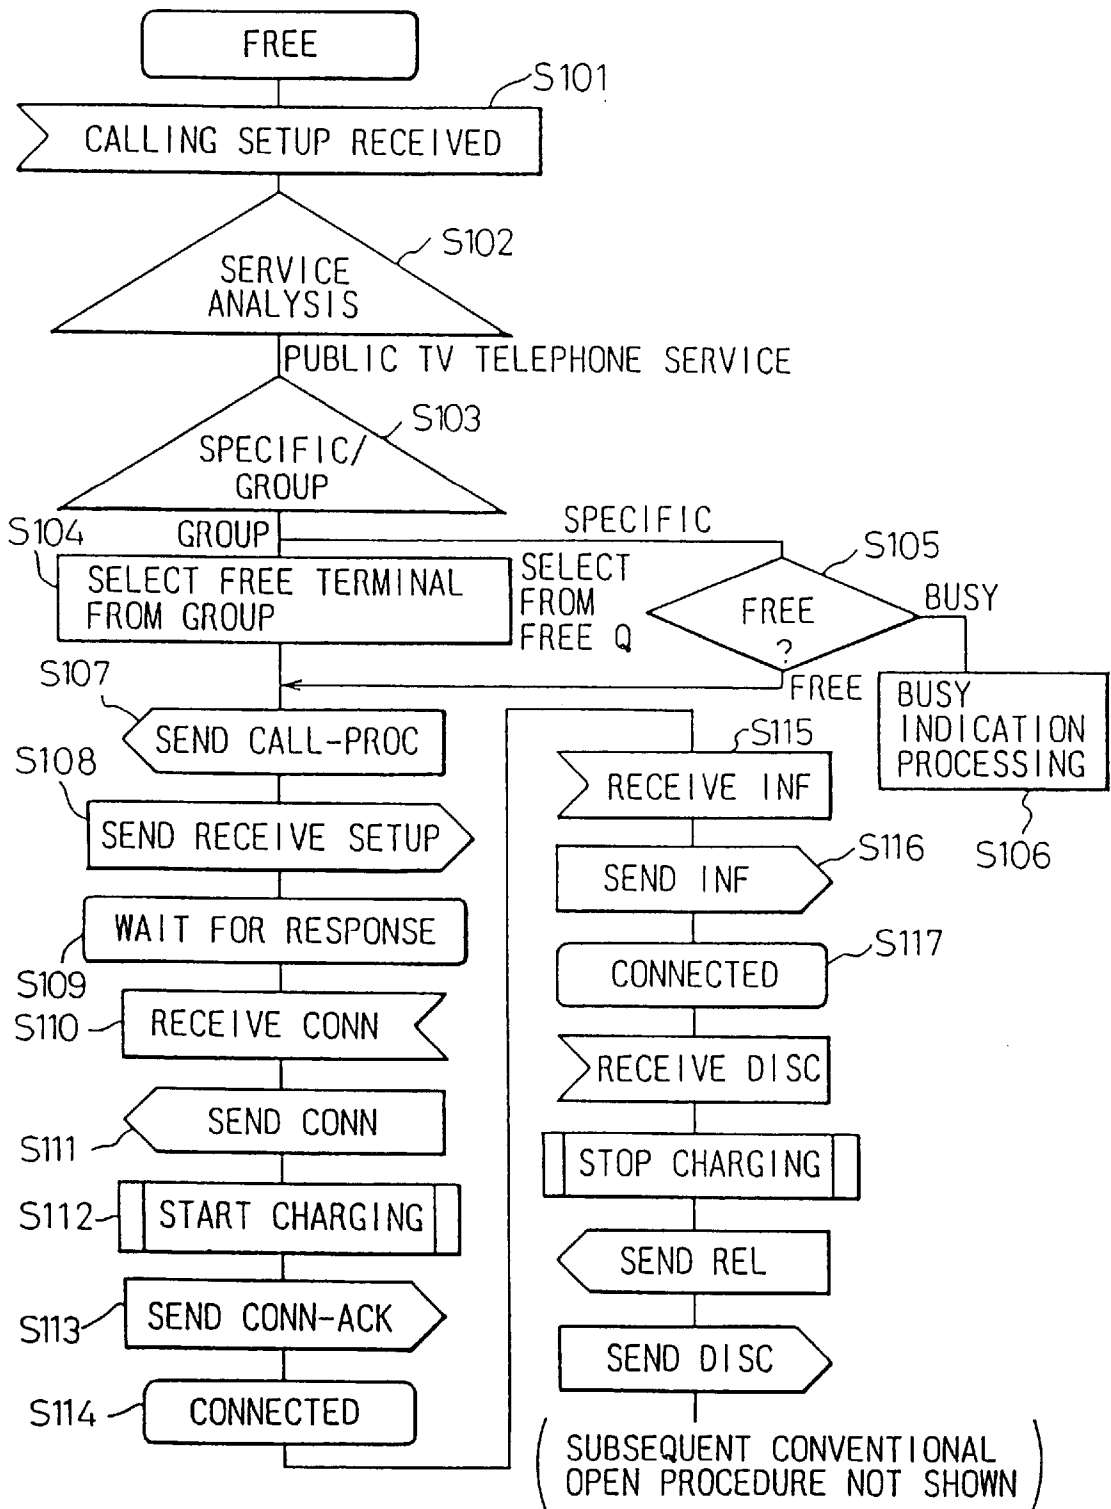 FREE
S101
CALLING SETUP RECEIVED
S102
SERVICE
ANALYSIS
PUBLIC TV TELEPHONE SERVICE
S103
SPECIFIC/
GROUP
S104
GROUP
SPECIFIC
S105
SELECT FREE TERMINAL
FROM GROUP
SELECT
FROM
FREE Q
FREE
?
BUSY
FREE
BUSY
INDICATION
PROCESSING
S106
S107
SEND CALL-PROC
S108
SEND RECEIVE SETUP
WAIT FOR RESPONSE
S109
S110
RECEIVE CONN
SEND CONN
S111
S112
START CHARGING
SEND CONN-ACK
S113
S114
CONNECTED
S115
RECEIVE INF
S116
SEND INF
S117
CONNECTED
RECEIVE DISC
STOP CHARGING
SEND REL
SEND DISC
(SUBSEQUENT CONVENTIONAL
OPEN PROCEDURE NOT SHOWN)